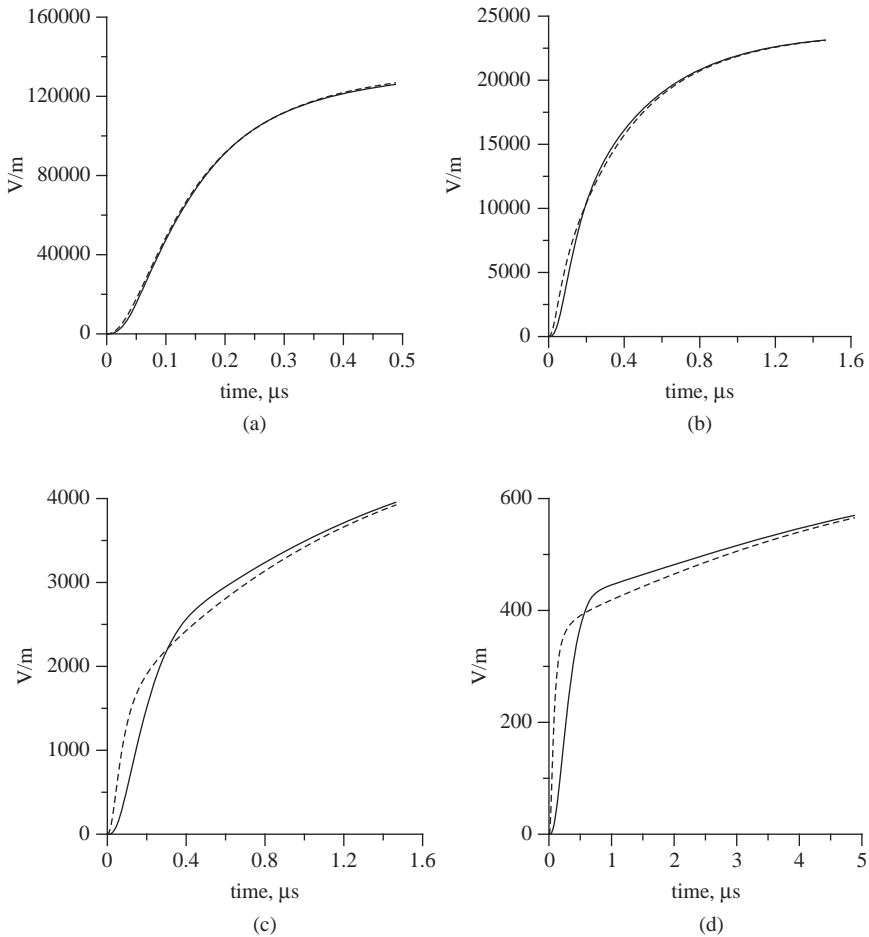 160000
120000
80000
40000
0
V/m
0 0.1 0.2 0.3 0.4 0.5
time, μs
(a)
25000
20000
15000
10000
5000
0
V/m
0 0.4 0.8 1.2 1.6
time, μs
(b)
4000
3000
2000
1000
0
V/m
0 0.4 0.8 1.2 1.6
time, μs
(c)
600
400
200
0
V/m
0 1 2 3 4 5
time, μs
(d)